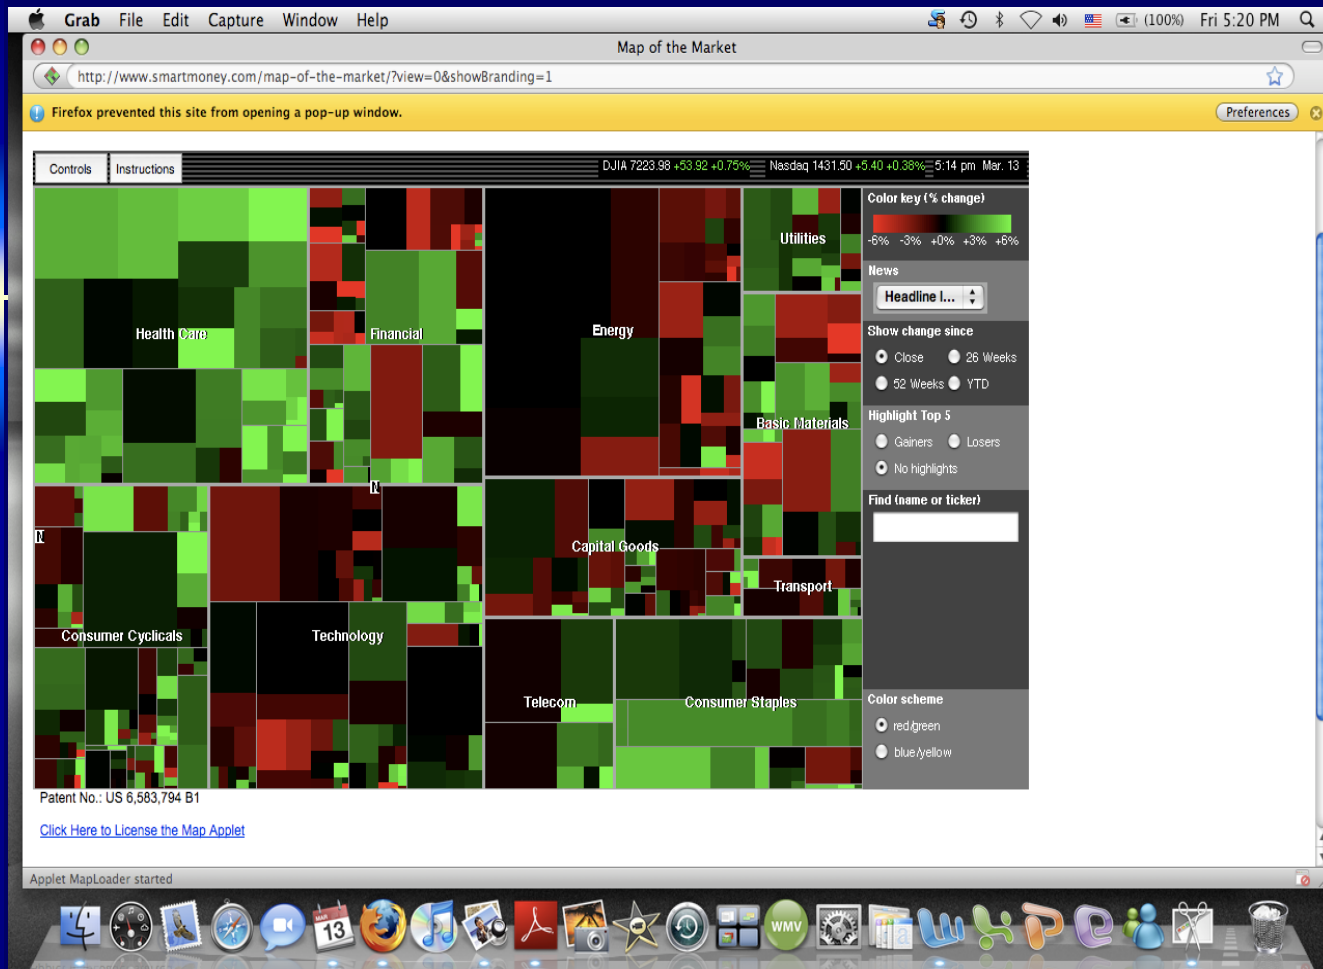 Grab File Edit Capture Window Help (100%) Fri 5:20 PM
Map of the Market
http://www.smartmoney.com/map-of-the-market/?view=0&showBranding=1
Firefox prevented this site from opening a pop-up window. Preferences
Controls Instructions DJIA 7223.98 +53.92 +0.75% Nasdaq 1431.50 +5.40 +0.38% 5:14 pm Mar. 13
Color key (% change)
-6% -3% +0% +3% +6%
Utilities
News
Headline I...
Health Care
Financial
Energy
Show change since
Close 26 Weeks
52 Weeks YTD
Basic Materials
Highlight Top 5
Gainers Losers
No highlights
N
Find (name or ticker)
N
Capital Goods
Transport
Consumer Cyclicals
Technology
Telecom
Consumer Staples
Color scheme
red/green
blue/yellow
Patent No.: US 6,583,794 B1
Click Here to License the Map Applet
Applet MapLoader started
MAR
13
WMV